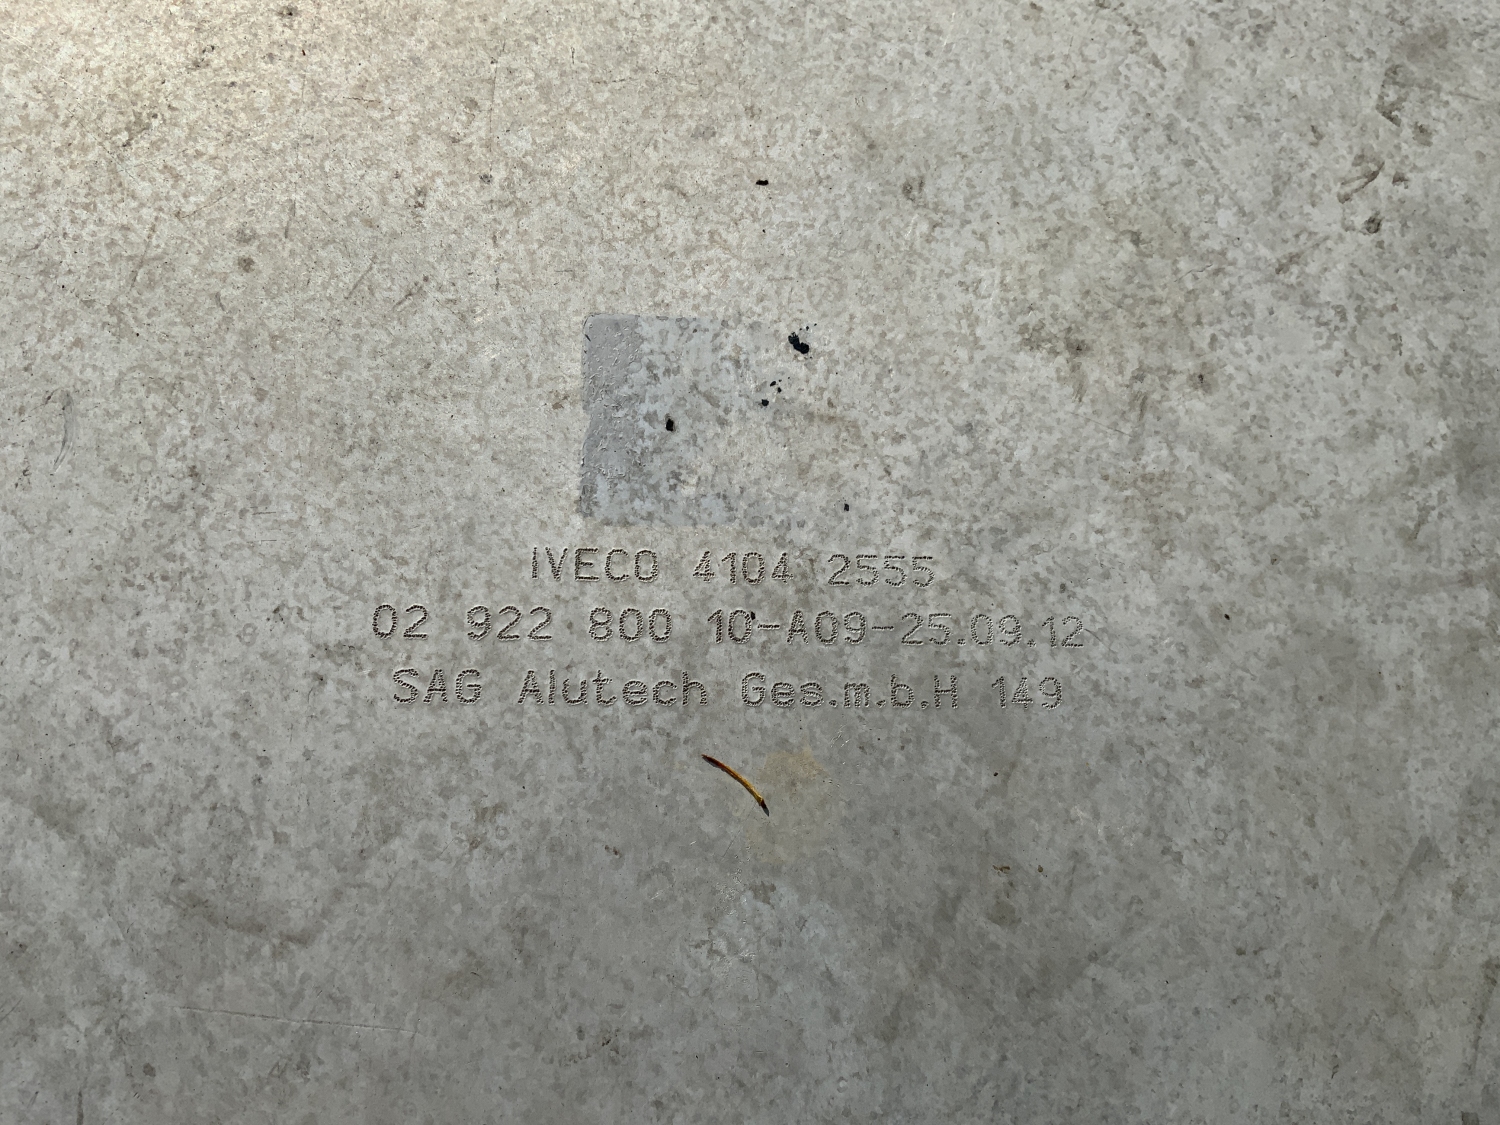 IVECO 4104 2555
02 922 800 10-A09-25.09.12
SAG Alutech Ges.m.b.H 149